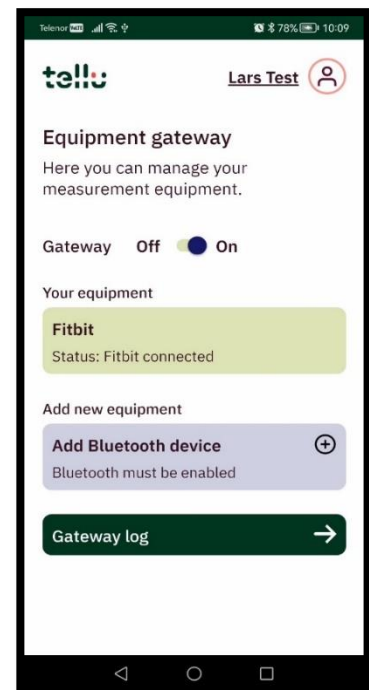 Telenor 78% 10:09
tellu Lars Test
Equipment gateway
Here you can manage your
measurement equipment.
Gateway Off On
Your equipment
Fitbit
Status: Fitbit connected
Add new equipment
Add Bluetooth device
Bluetooth must be enabled
Gateway log